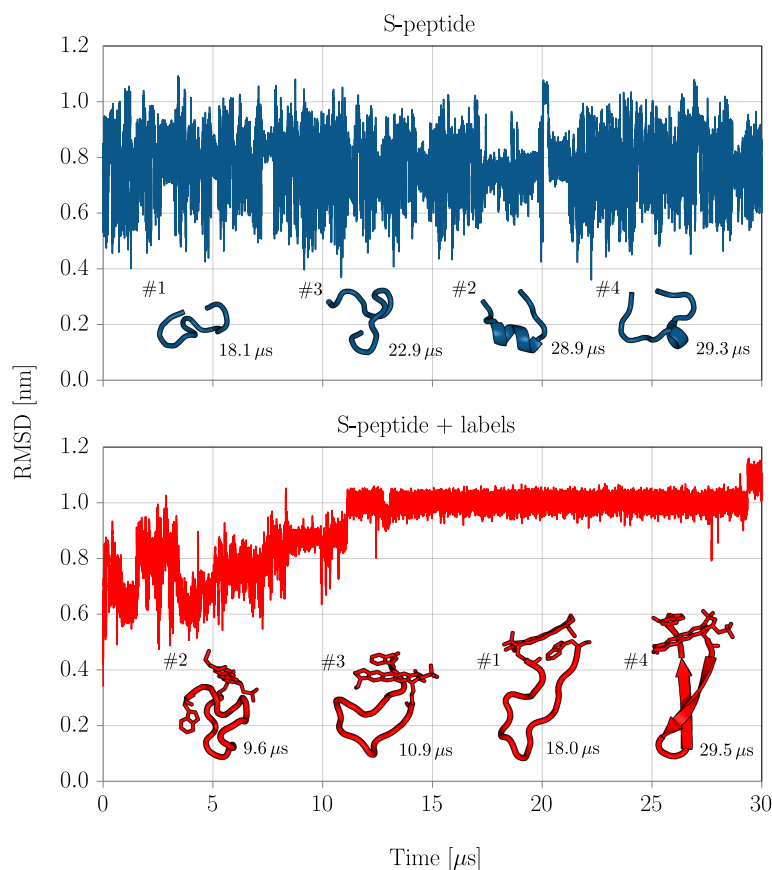 S-peptide
1.2
1.0
0.8
0.6
0.4
0.2
0.0
#1
#3
#2
#4
18.1 μs
22.9 μs
28.9 μs
29.3 μs
RMSD [nm]
S-peptide + labels
1.2
1.0
0.8
0.6
0.4
0.2
0.0
#2
#3
#1
#4
9.6 μs
10.9 μs
18.0 μs
29.5 μs
0 5 10 15 20 25 30
Time [μs]